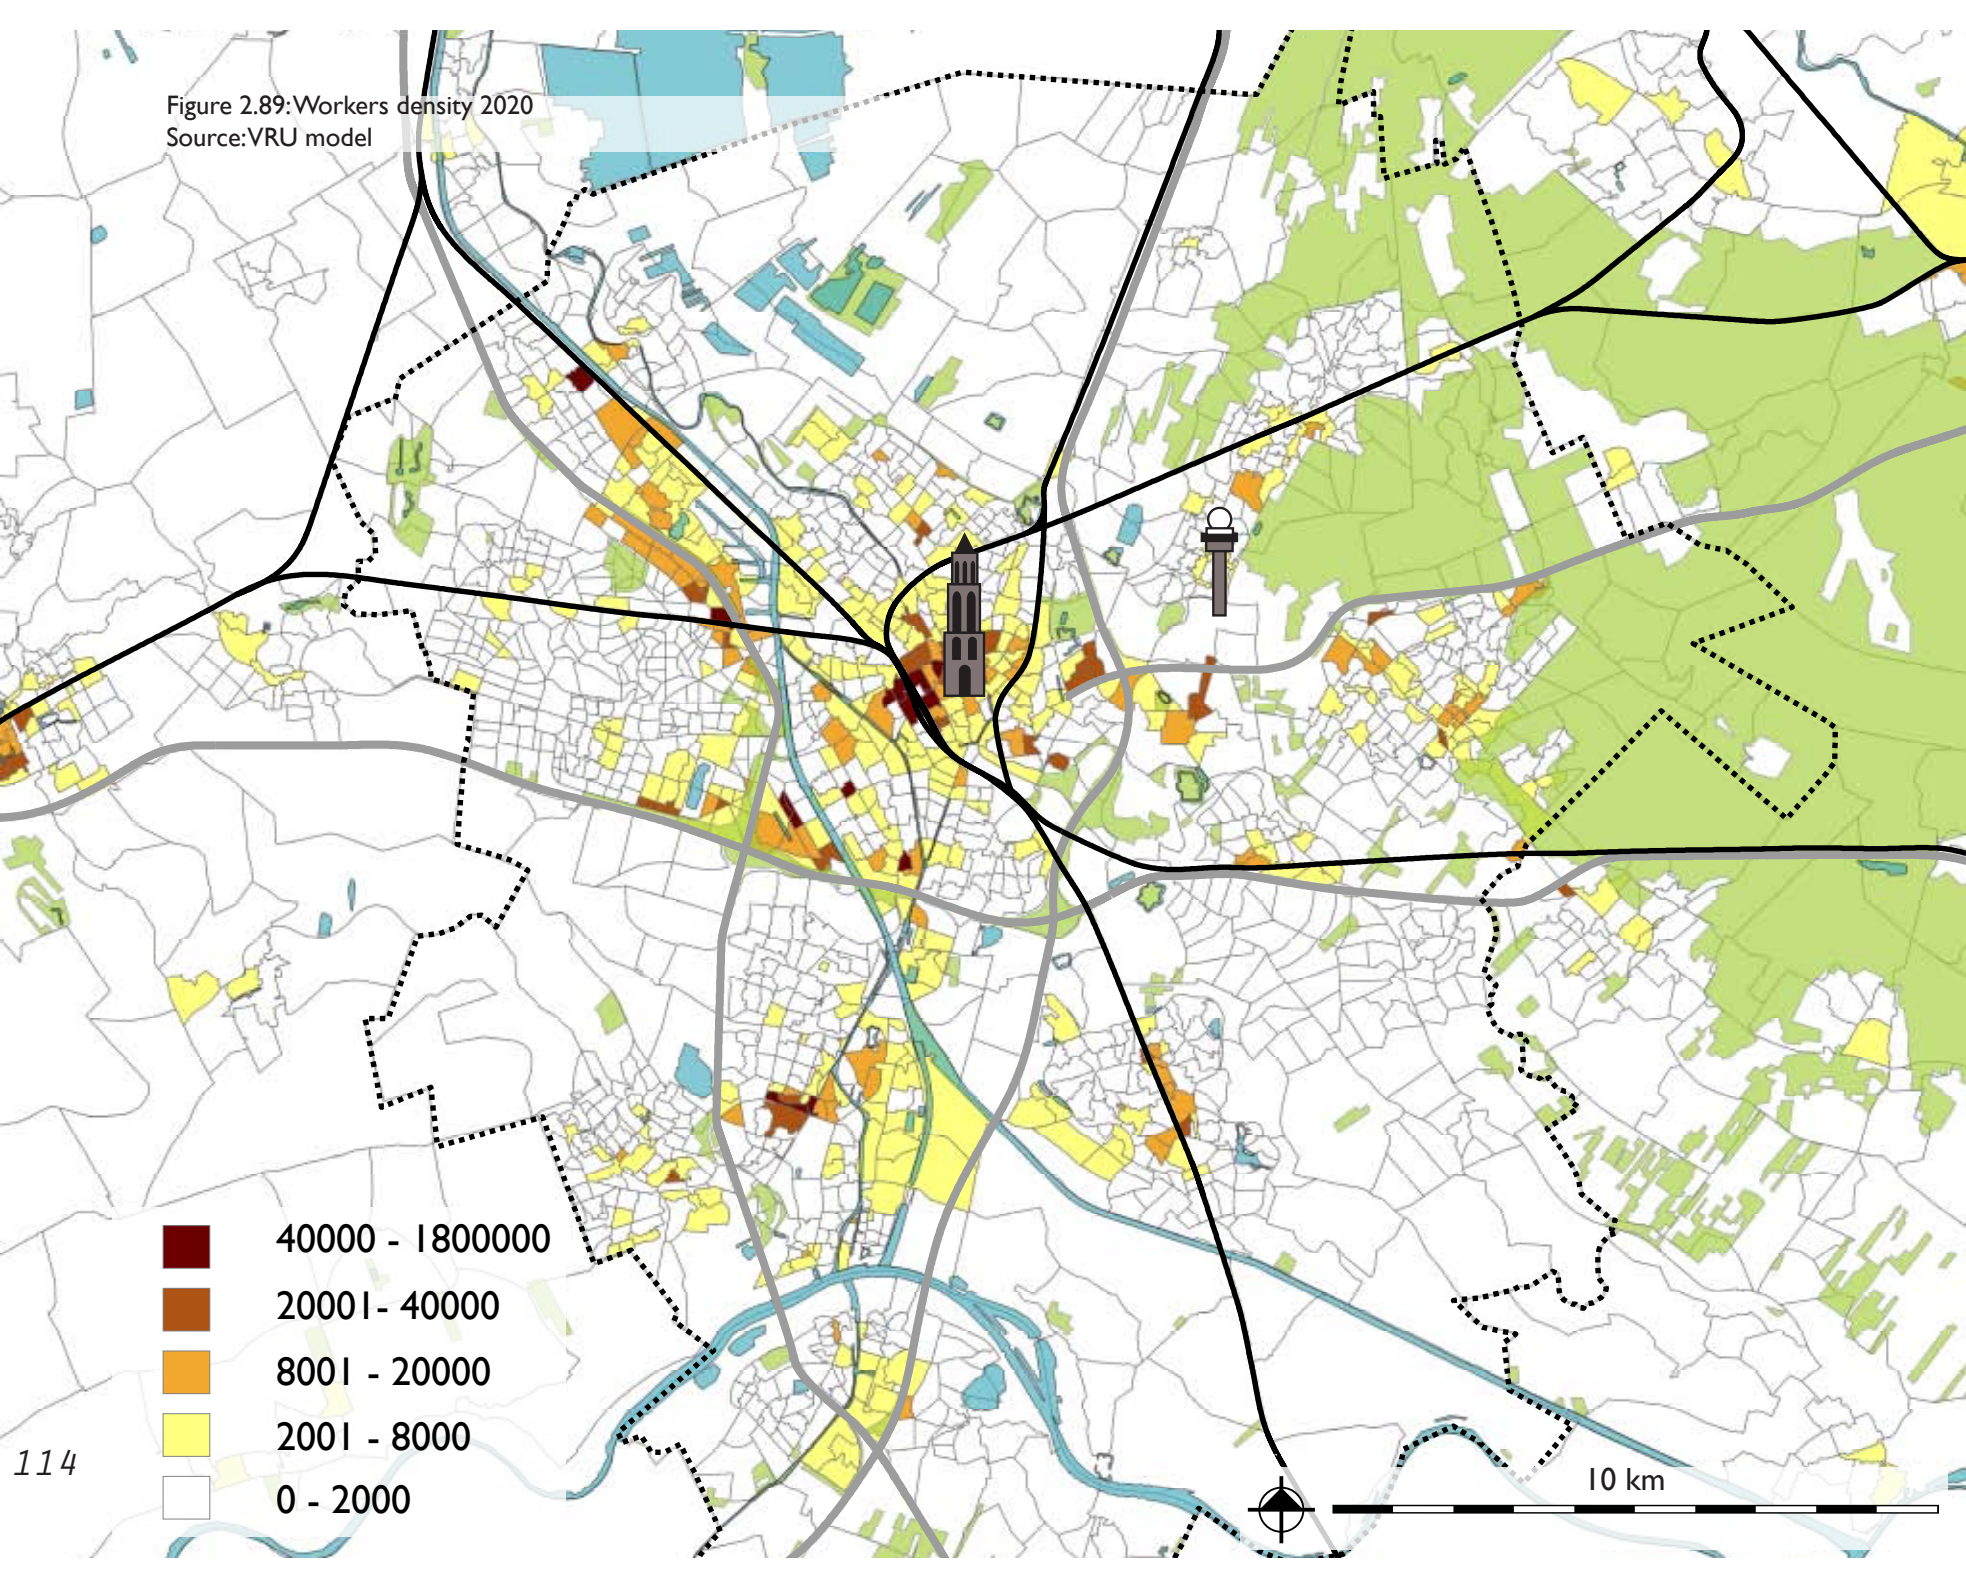 Figure 2.89: Workers density 2020
Source: VRU model
40000 - 1800000
20001- 40000
8001 - 20000
2001 - 8000
0 - 2000
114
10 km